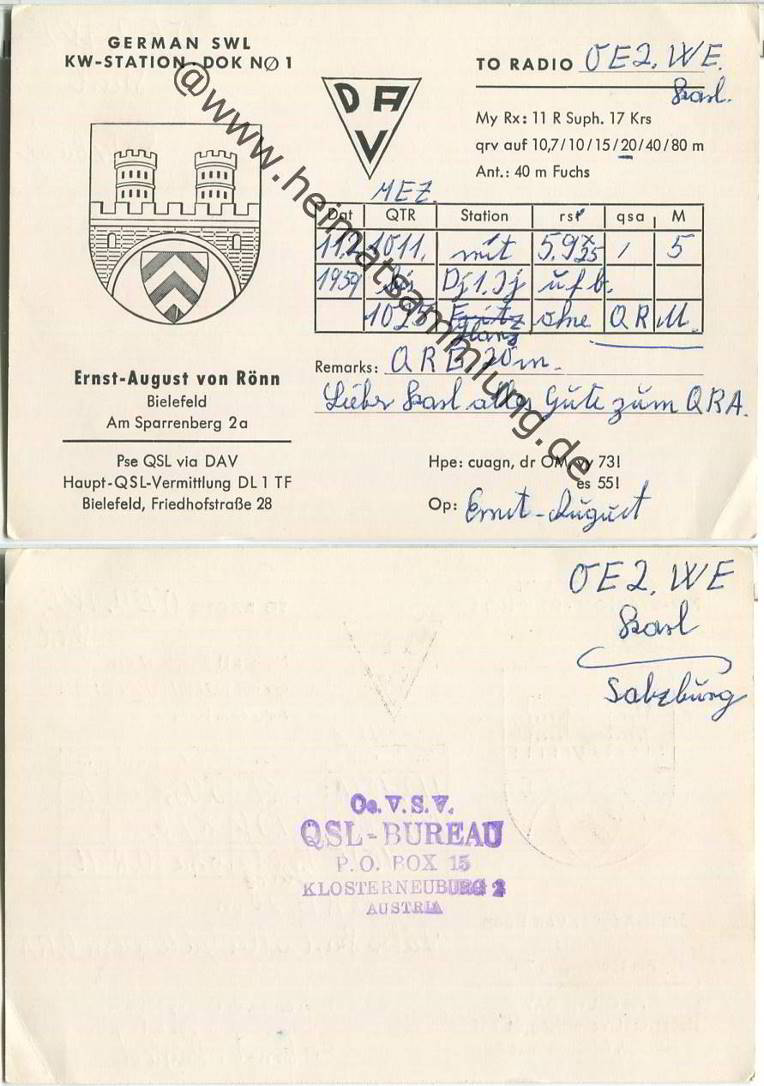 GERMAN SWL
KW-STATION · DOK NØ 1
DAV
TO RADIO OE2.WE.
Karl.
My Rx: 11 R Suph. 17 Krs
qrv auf 10,7/10/15/20/40/80 m
Ant.: 40 m Fuchs
MEZ.
Dat QTR Station rst qsa M
11.2 1011. mit 5.9 / 5
1959 Dj1.Jj ufb.
1025 Fritz ohne QRM.
Ernst-August von Rönn
Bielefeld
Am Sparrenberg 2a
Remarks:
Lieber Karl alles Gute zum QRA.
Pse QSL via DAV
Haupt-QSL-Vermittlung DL 1 TF
Bielefeld, Friedhofstraße 28
Hpe: cuagn, dr OM, vy 73!
es 55!
Op: Ernst-August
@www.heimatsammlung.de
OE2.WE
Karl
Salzburg
Oe.V.S.V.
QSL-BUREAU
P.O. BOX 15
KLOSTERNEUBURG 2
AUSTRIA